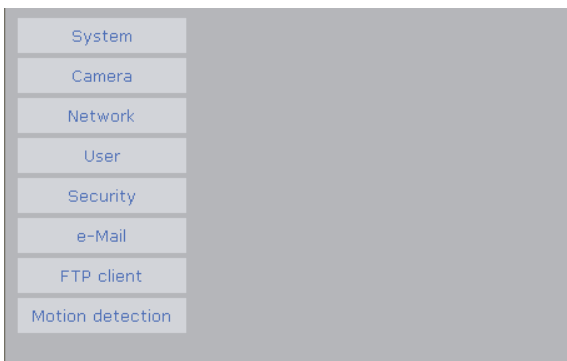 System
Camera
Network
User
Security
e-Mail
FTP client
Motion detection